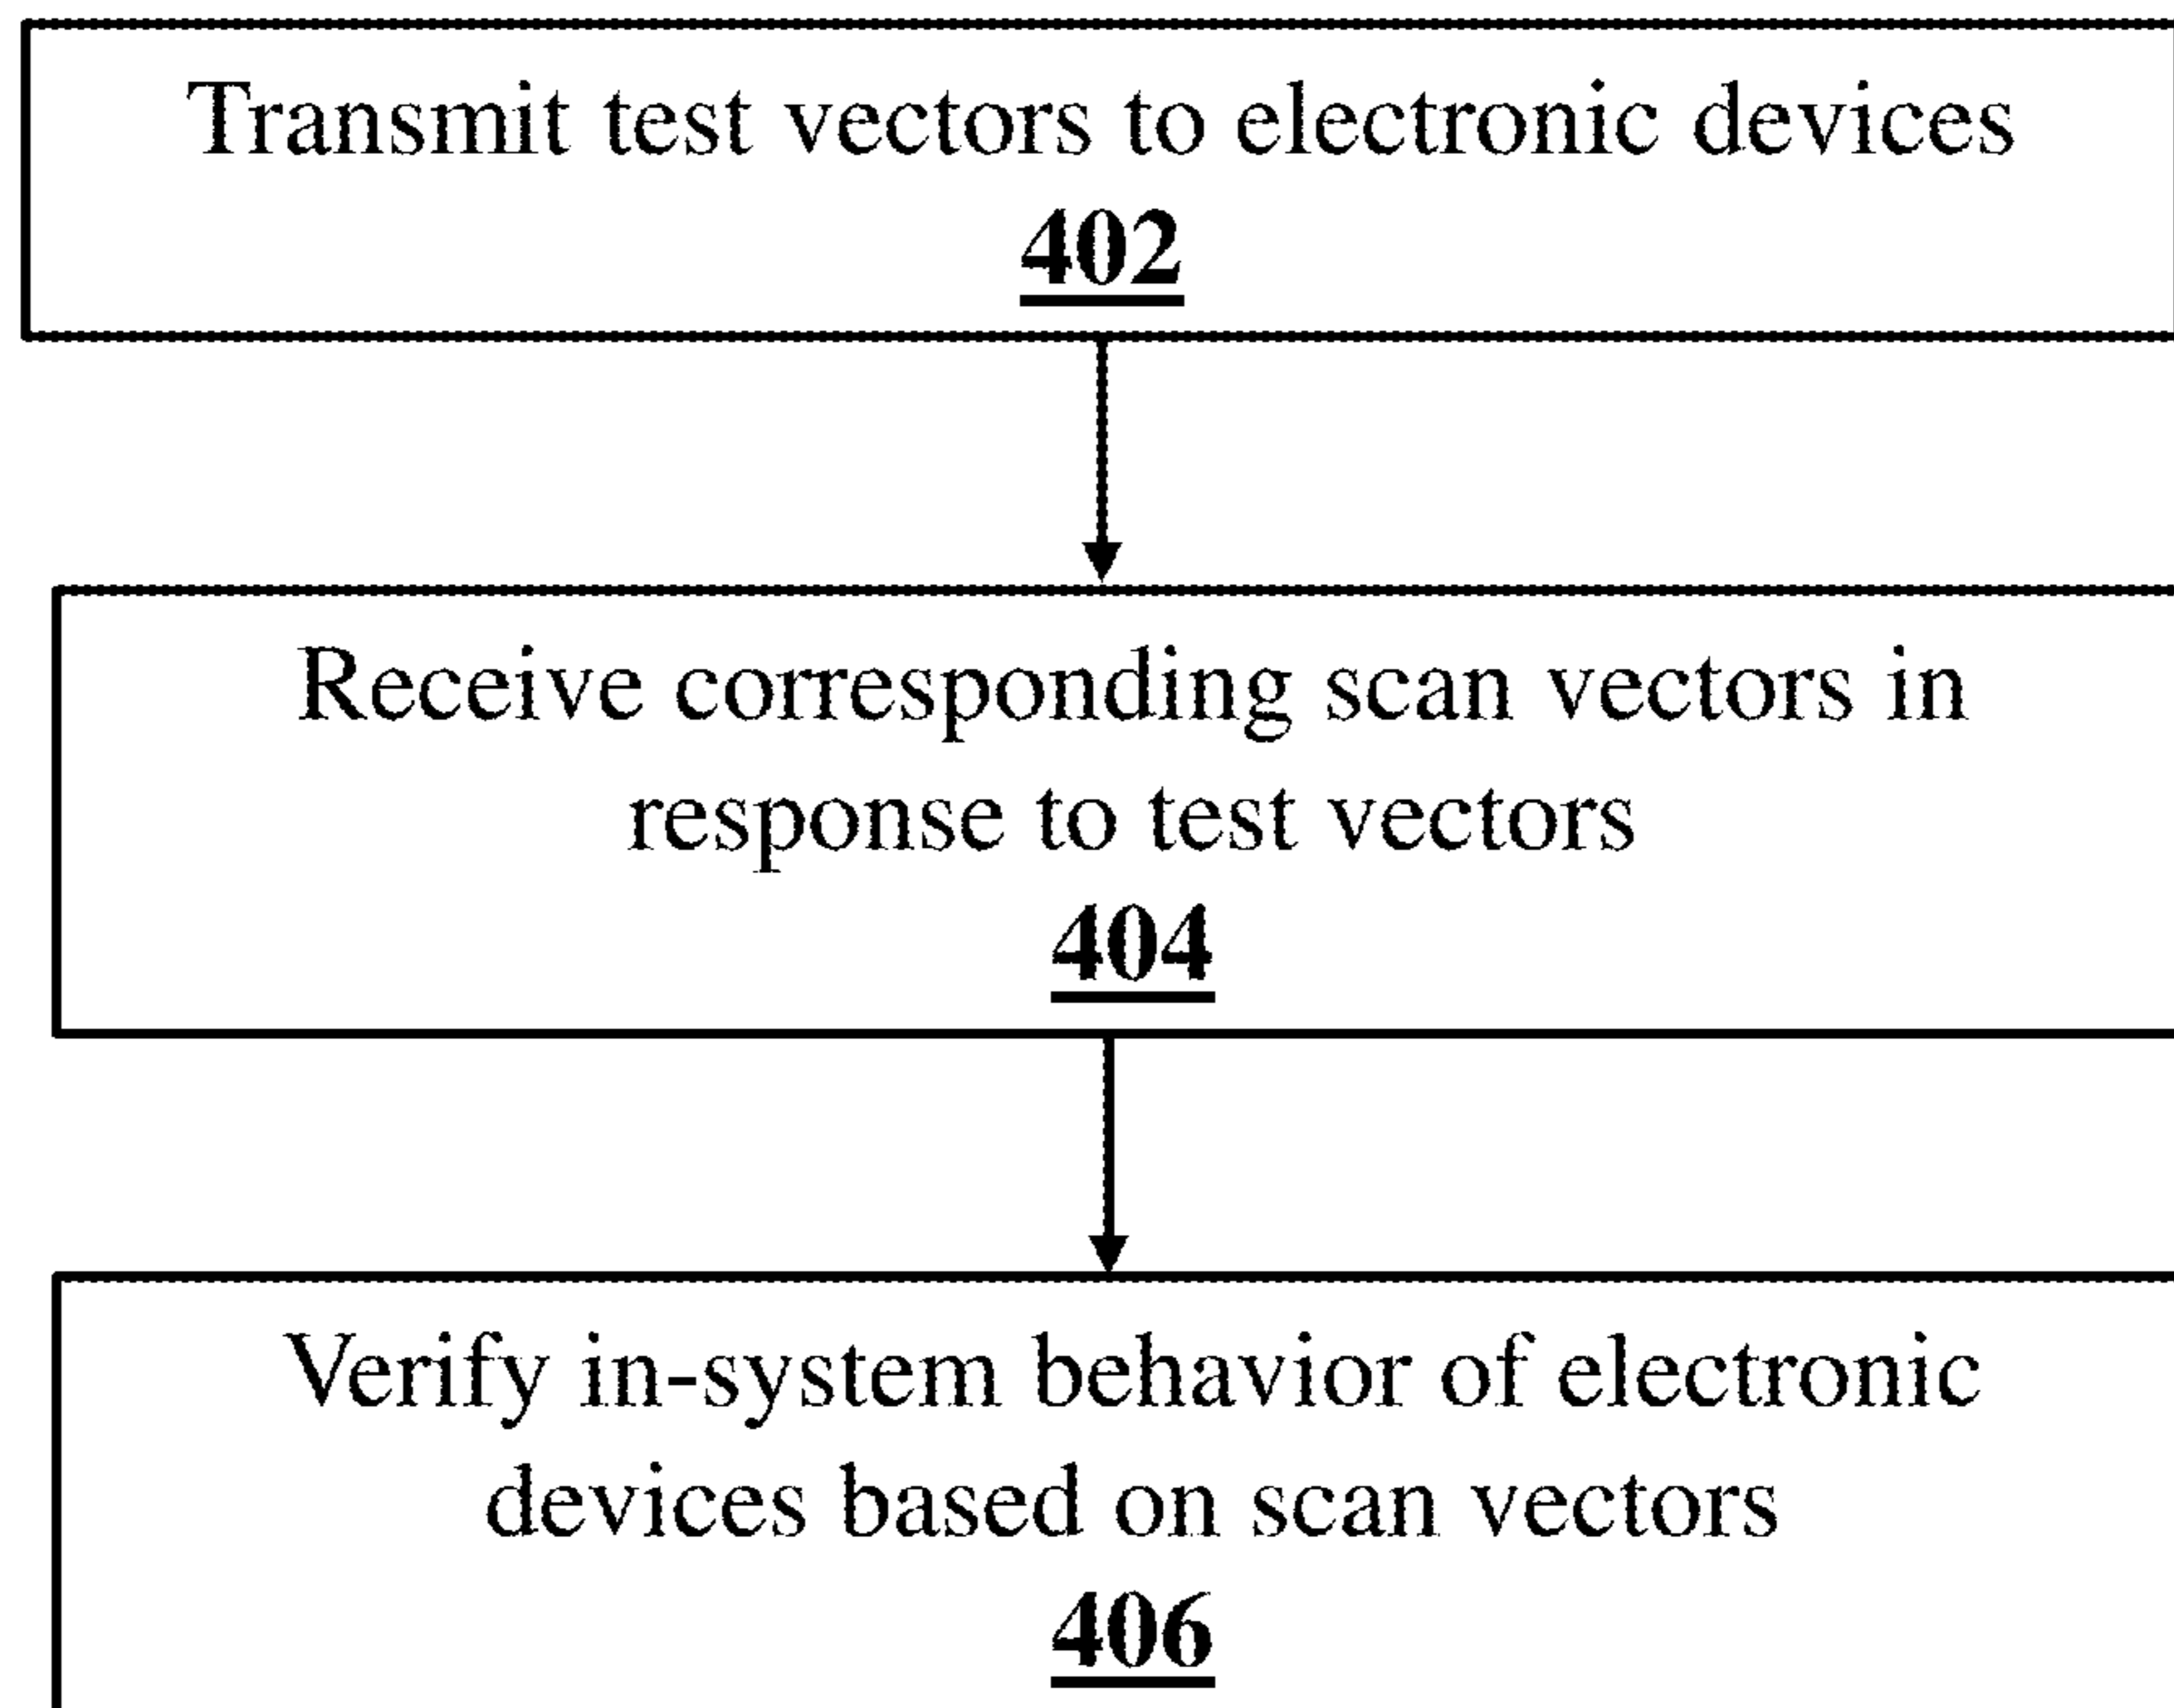 Transmit test vectors to electronic devices
402
Receive corresponding scan vectors in
response to test vectors
404
Verify in-system behavior of electronic
devices based on scan vectors
406